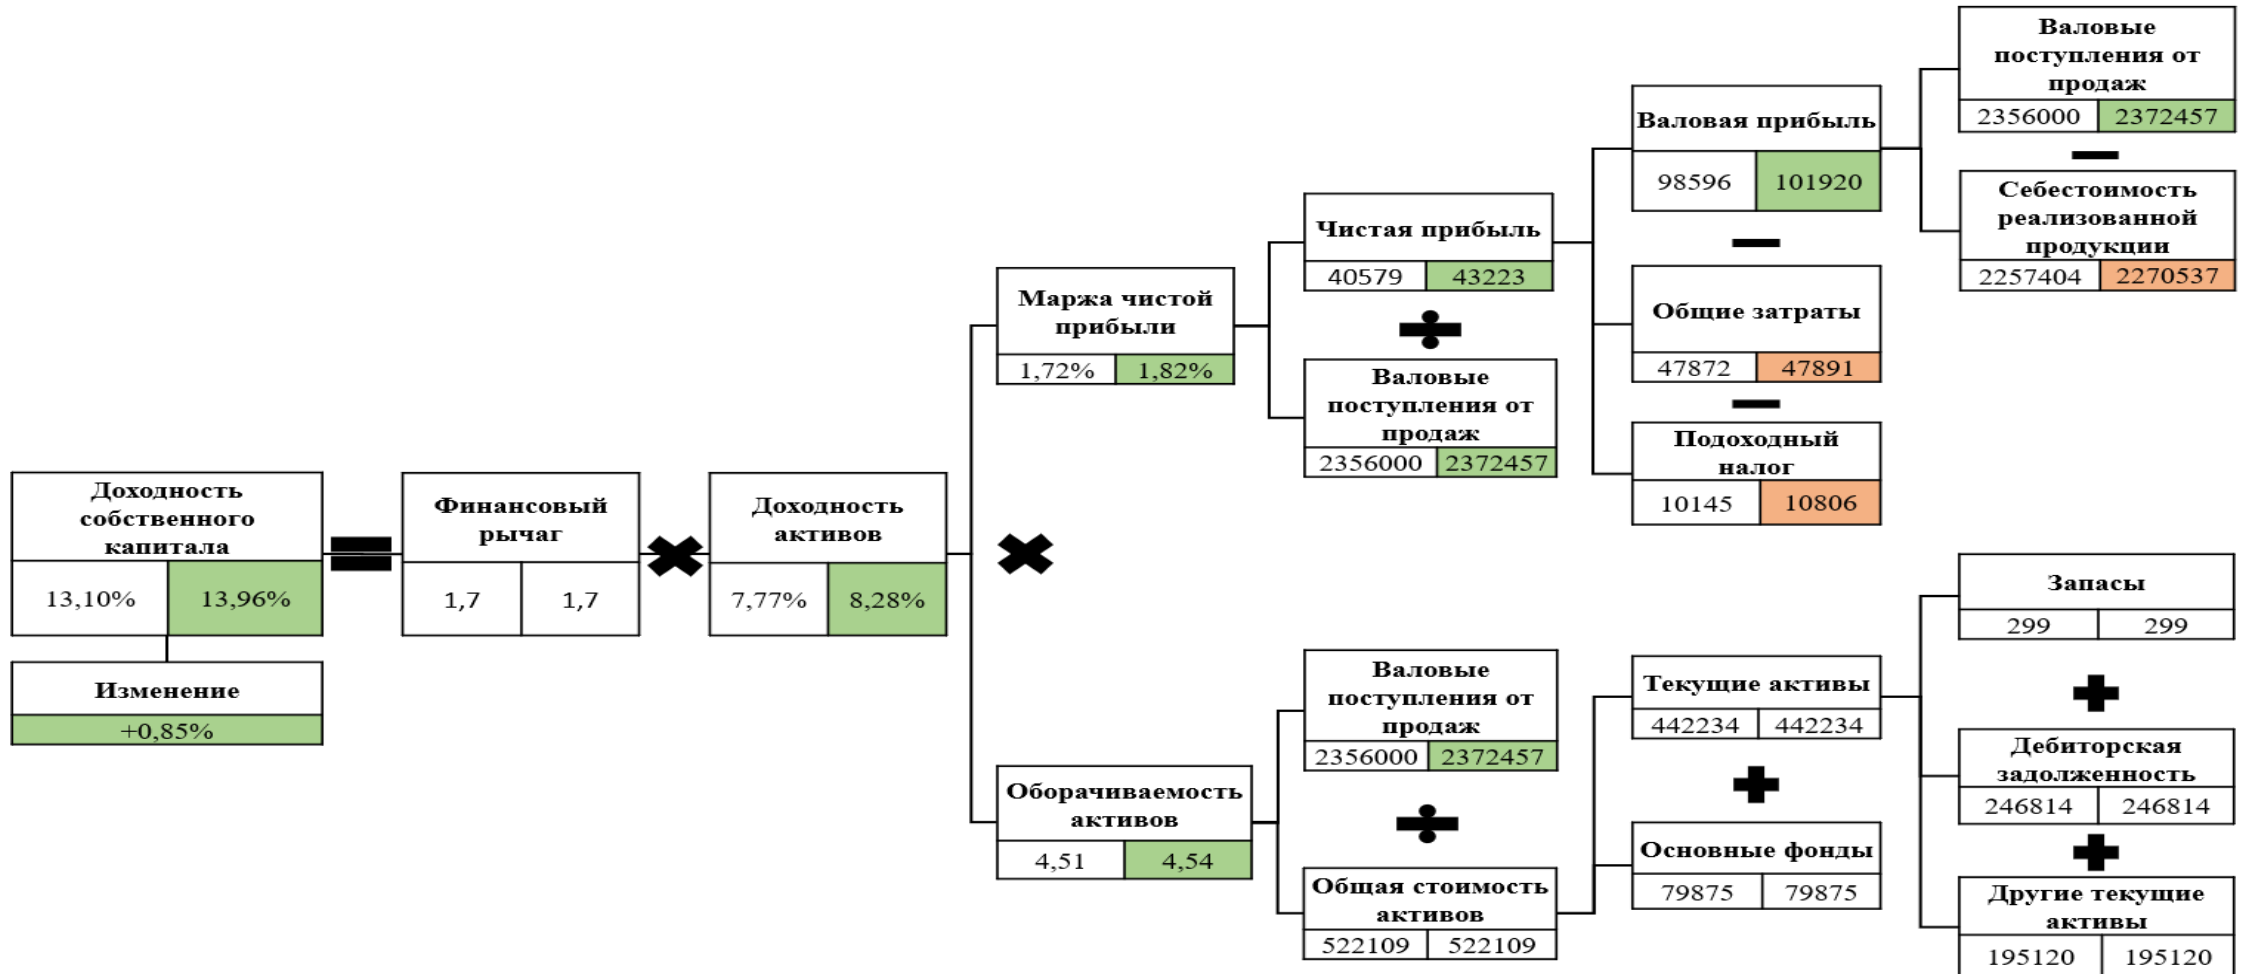 Доходность
собственного
капитала
13,10% 13,96%
Изменение
+0,85%
Финансовый
рычаг
1,7 1,7
Доходность
активов
7,77% 8,28%
Маржа чистой
прибыли
1,72% 1,82%
Оборачиваемость
активов
4,51 4,54
Чистая прибыль
40579 43223
Валовые
поступления от
продаж
2356000 2372457
Валовые
поступления от
продаж
2356000 2372457
Общая стоимость
активов
522109 522109
Валовая прибыль
98596 101920
Общие затраты
47872 47891
Подоходный
налог
10145 10806
Текущие активы
442234 442234
Основные фонды
79875 79875
Валовые
поступления от
продаж
2356000 2372457
Себестоимость
реализованной
продукции
2257404 2270537
Запасы
299 299
Дебиторская
задолженность
246814 246814
Другие текущие
активы
195120 195120